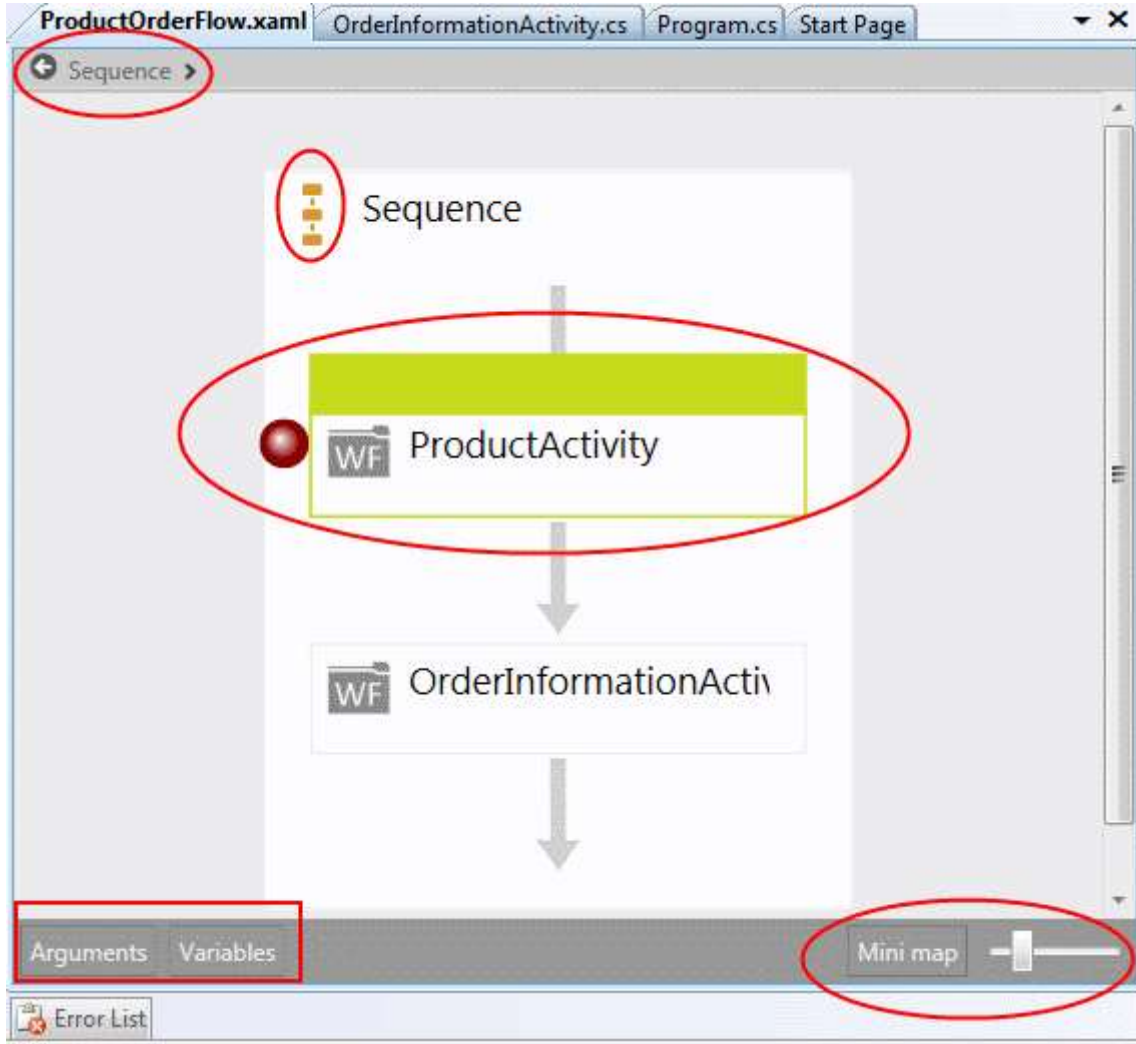 ProductOrderFlow.xaml OrderInformationActivity.cs Program.cs Start Page
Sequence
Sequence
WF ProductActivity
WF OrderInformationActiv
Arguments Variables Mini map
Error List